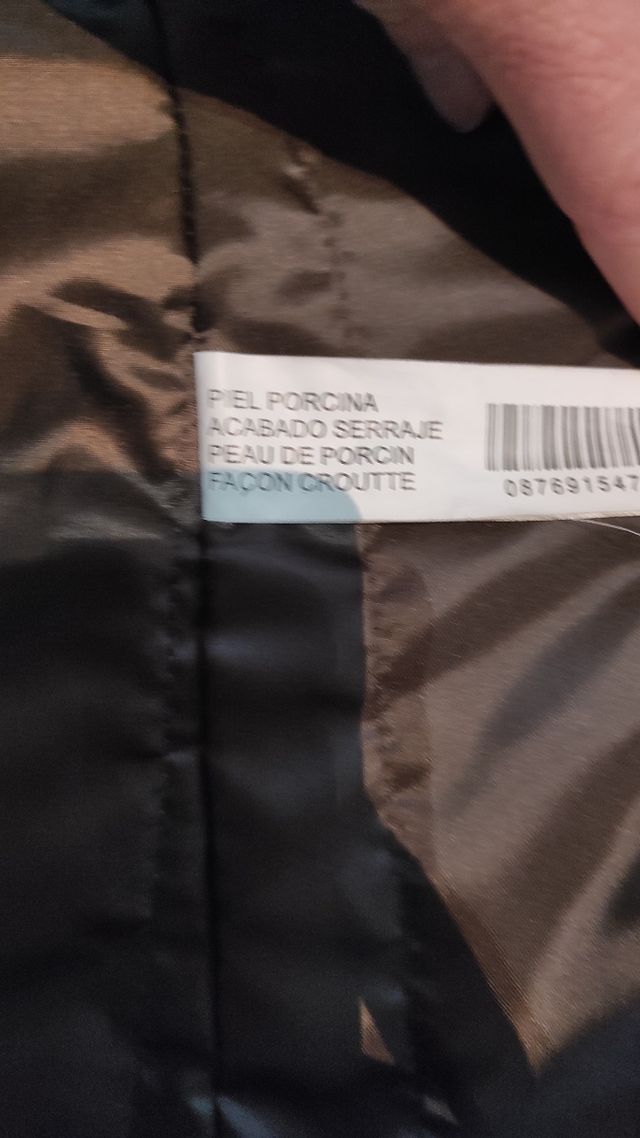 PIEL PORCINA
ACABADO SERRAJE
PEAU DE PORCIN
FAÇON CROUTTE
087691547